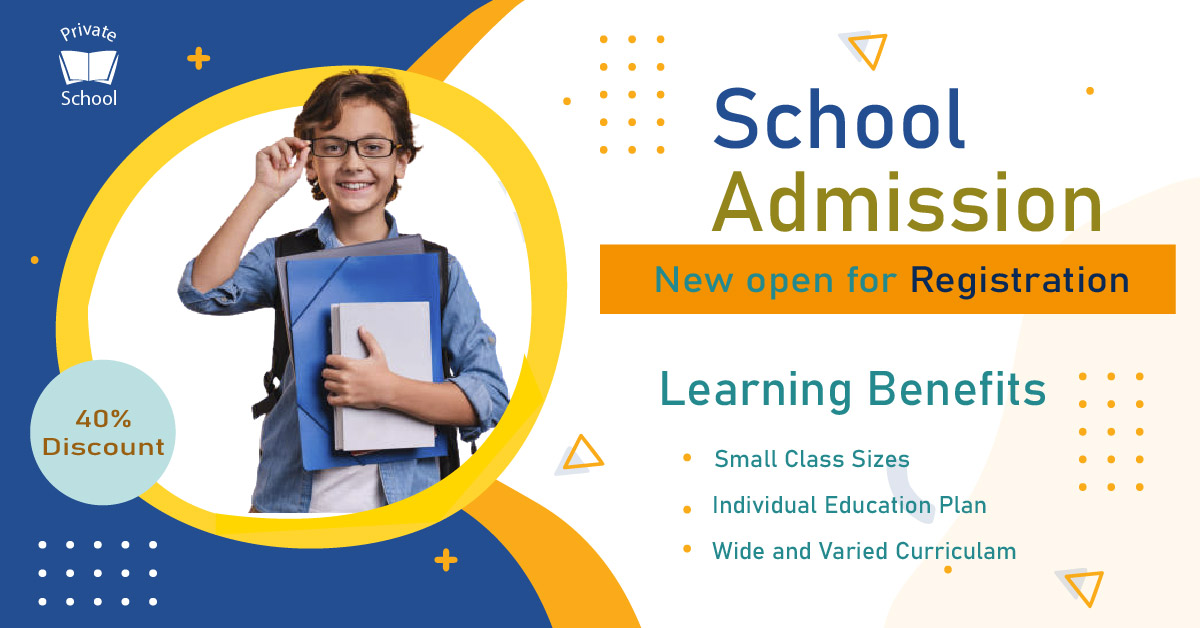 Private
School
School
Admission
New open for Registration
Learning Benefits
Small Class Sizes
Individual Education Plan
Wide and Varied Curriculam
40%
Discount